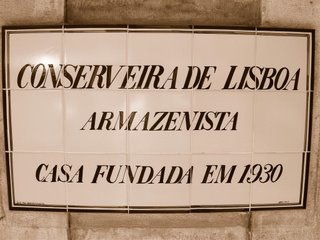 CONSERVEIRA DE LISBOA
ARMAZENISTA
CASA FUNDADA EM 1930